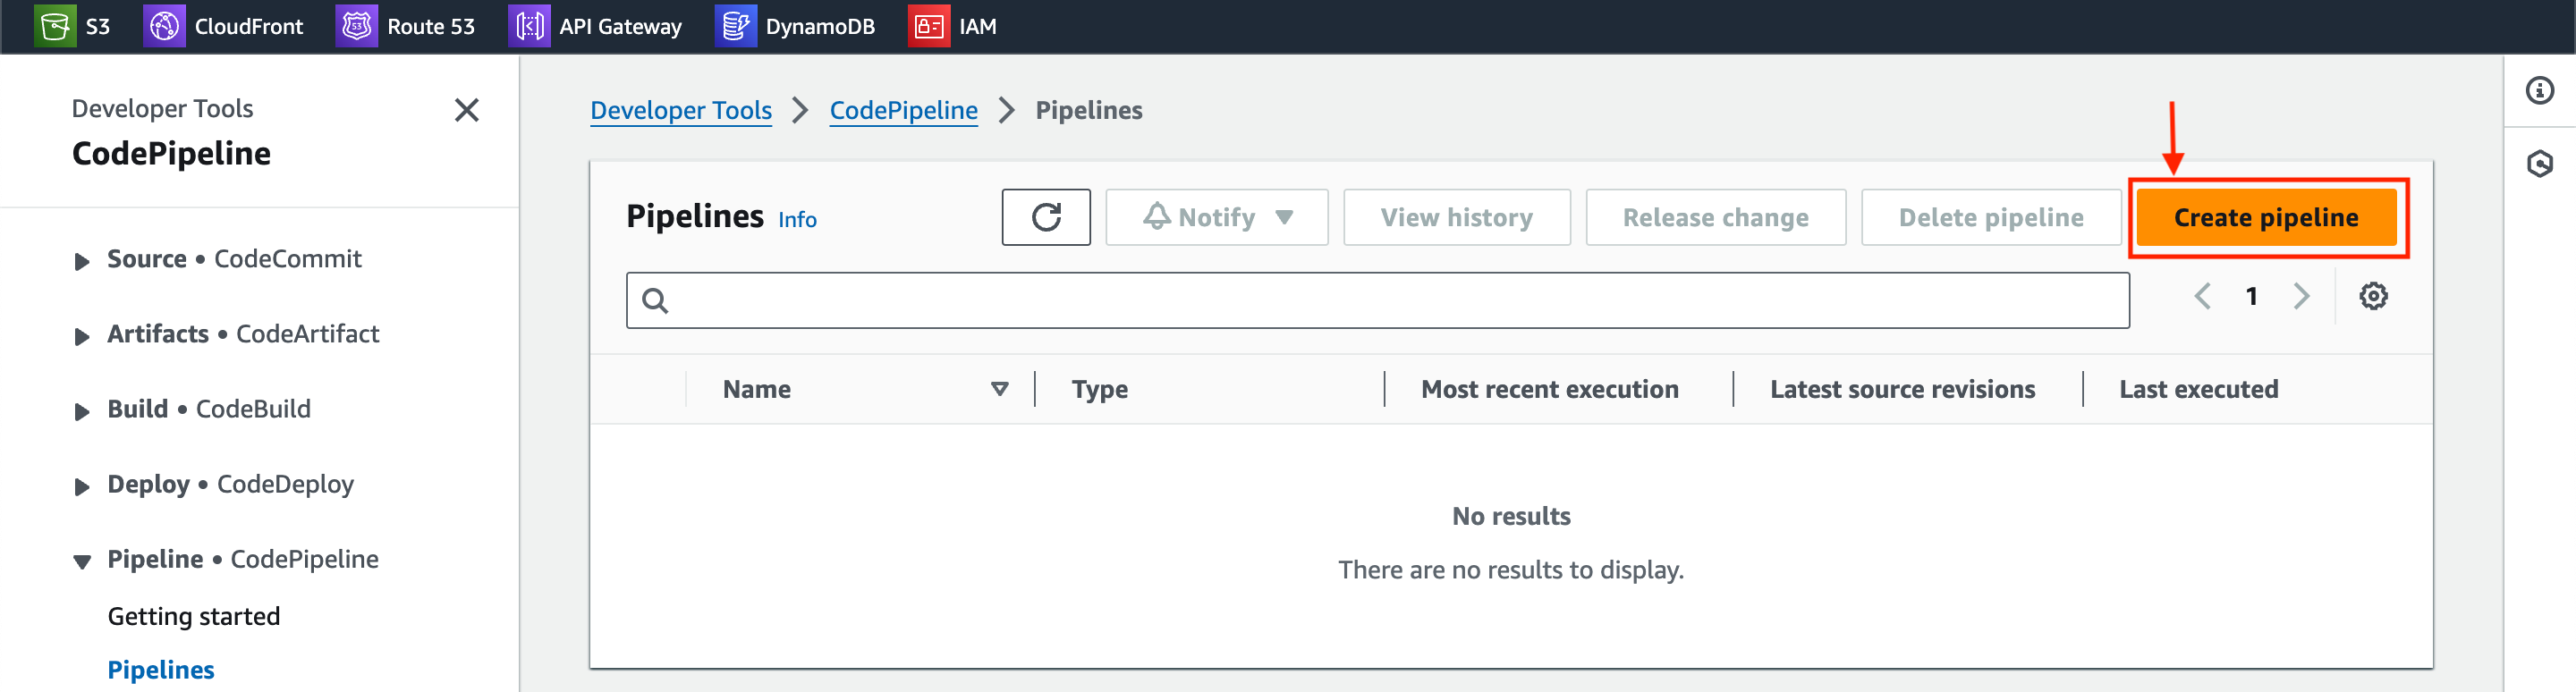 S3 CloudFront Route 53 API Gateway DynamoDB IAM
Developer Tools
CodePipeline
Source • CodeCommit
Artifacts • CodeArtifact
Build • CodeBuild
Deploy • CodeDeploy
Pipeline • CodePipeline
Getting started
Pipelines
Developer Tools > CodePipeline > Pipelines
Pipelines Info Notify View history Release change Delete pipeline Create pipeline
1
Name Type Most recent execution Latest source revisions Last executed
No results
There are no results to display.